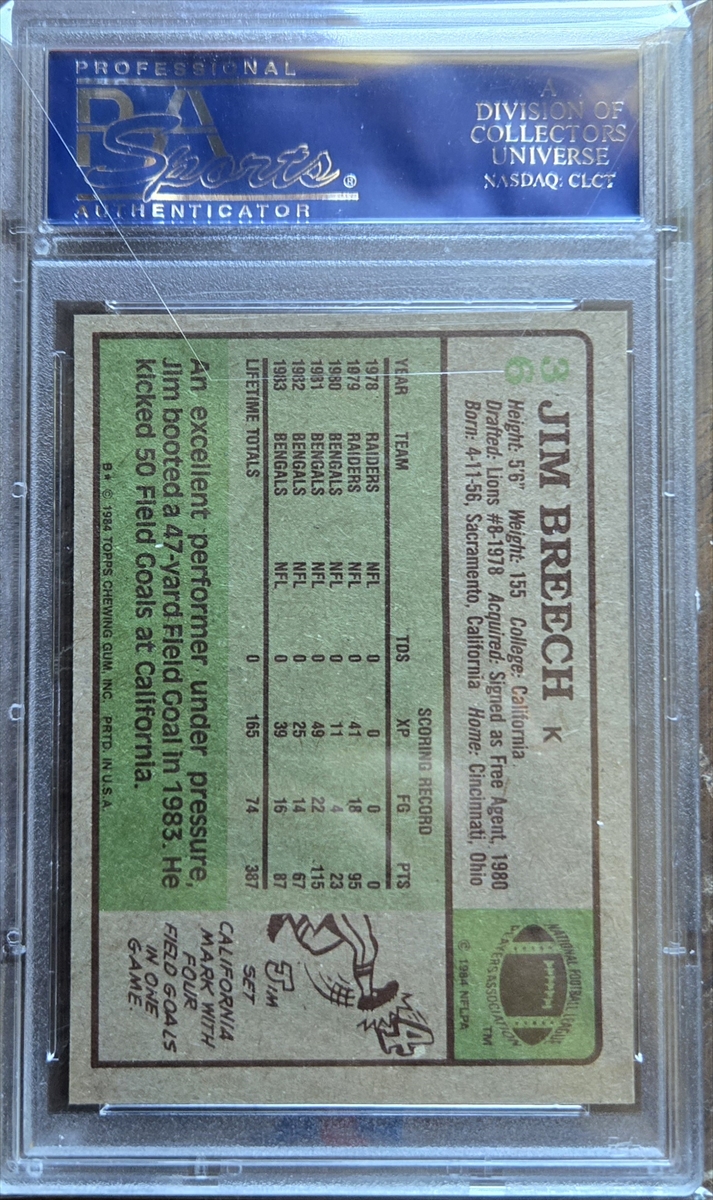 PROFESSIONAL
PSA
Sports®
AUTHENTICATOR
A
DIVISION OF
COLLECTORS
UNIVERSE
NASDAQ: CLCT
36
JIM BREECH K
Height: 5'6" Weight: 155 College: California
Drafted: Lions #8-1978 Acquired: Signed as Free Agent, 1980
Born: 4-11-56, Sacramento, California Home: Cincinnati, Ohio
NATIONAL FOOTBALL LEAGUE
PLAYERS ASSOCIATION
TM
© 1984 NFLPA
SCORING RECORD
YEAR TEAM TDS XP FG PTS
1978 RAIDERS NFL 0 0 0 0
1979 RAIDERS NFL 0 41 18 95
1980 BENGALS NFL 0 11 4 23
1981 BENGALS NFL 0 49 22 115
1982 BENGALS NFL 0 25 14 67
1983 BENGALS NFL 0 39 16 87
LIFETIME TOTALS 0 165 74 387
An excellent performer under pressure,
Jim booted a 47-yard Field Goal in 1983. He
kicked 50 Field Goals at California.
JIM
SET
CALIFORNIA
MARK WITH
FOUR
FIELD GOALS
IN ONE
GAME.
B* © 1984 TOPPS CHEWING GUM, INC. PRTD. IN U.S.A.